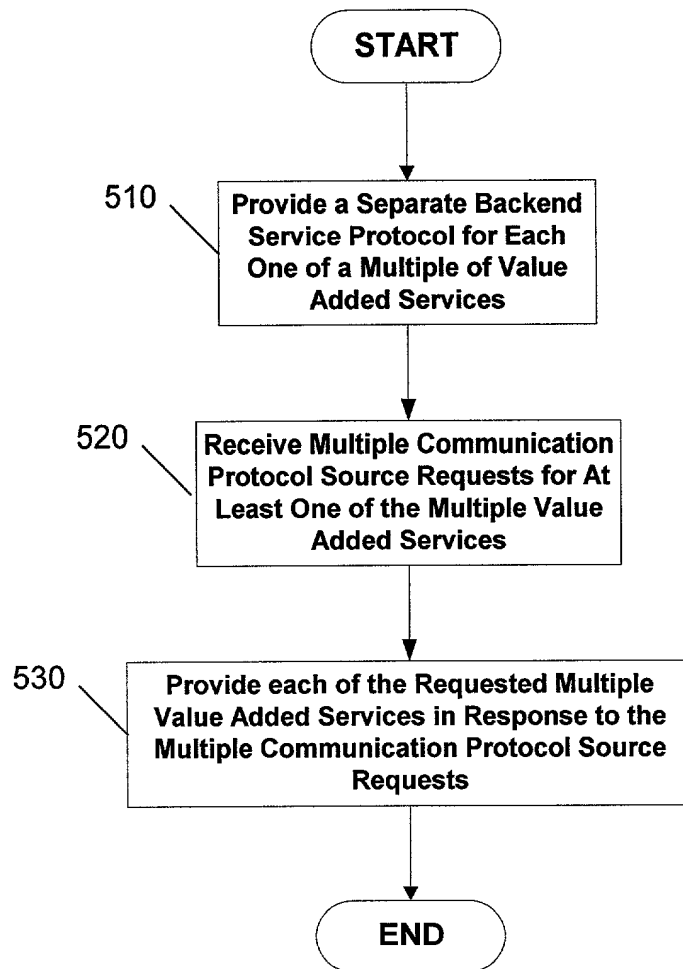 START
510
Provide a Separate Backend
Service Protocol for Each
One of a Multiple of Value
Added Services
520
Receive Multiple Communication
Protocol Source Requests for At
Least One of the Multiple Value
Added Services
530
Provide each of the Requested Multiple
Value Added Services in Response to the
Multiple Communication Protocol Source
Requests
END